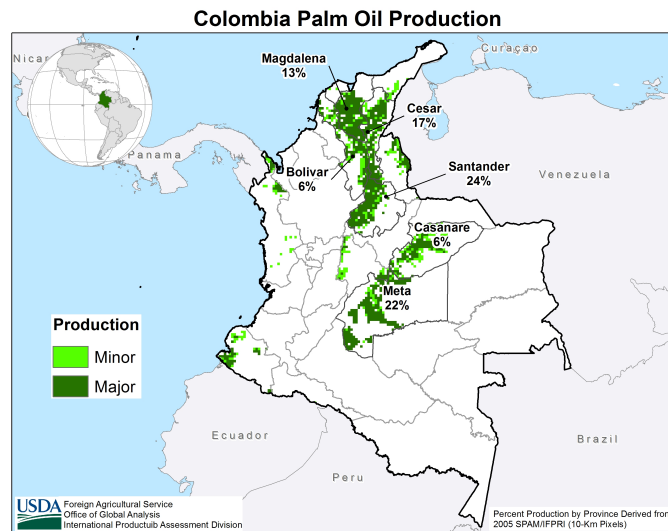 Colombia Palm Oil Production
Nicar
Curaçao
Magdalena
13%
Cesar
17%
Panama
Bolivar
6%
Santander
24%
Venezuela
Casanare
6%
Meta
22%
Production
Minor
Major
Ecuador
Brazil
Peru
USDA
Foreign Agricultural Service
Office of Global Analysis
International Productuib Assessment Division
Percent Production by Province Derived from
2005 SPAM/IFPRI (10-Km Pixels)